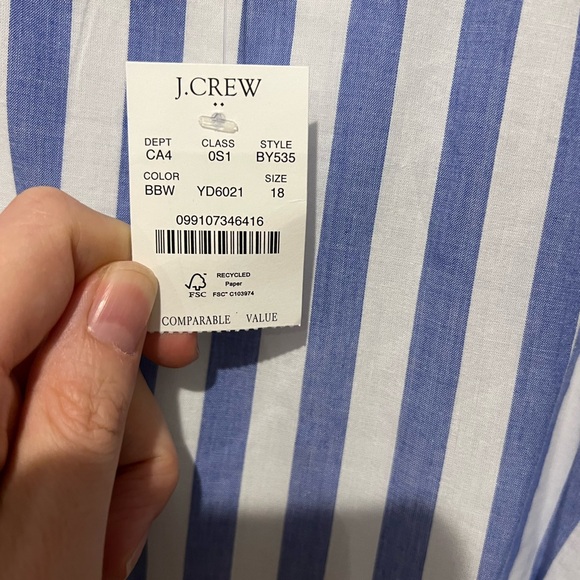 J.CREW
DEPT CLASS STYLE
CA4 0S1 BY535
COLOR SIZE
BBW YD6021 18
099107346416
RECYCLED
Paper
FSC FSC® C103974
COMPARABLE VALUE